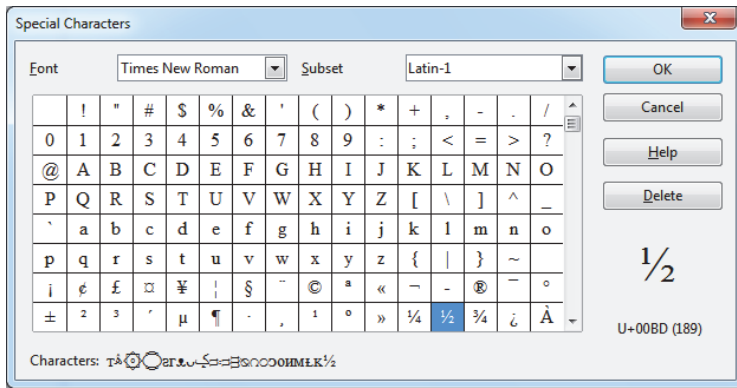 Special Characters
Font Times New Roman Subset Latin-1
OK
Cancel
Help
Delete
! " # $ % & ' ( ) * + , - . /
0 1 2 3 4 5 6 7 8 9 : ; < = > ?
@ A B C D E F G H I J K L M N O
P Q R S T U V W X Y Z [ \ ] ^ _
` a b c d e f g h i j k l m n o
p q r s t u v w x y z { | } ~
¡ ¢ £ ¤ ¥ ¦ § ¨ © ª « ¬ - ® ¯ °
± ² ³ ´ µ ¶ · ¸ ¹ º » ¼ ½ ¾ ¿ À
½
U+00BD (189)
Characters: